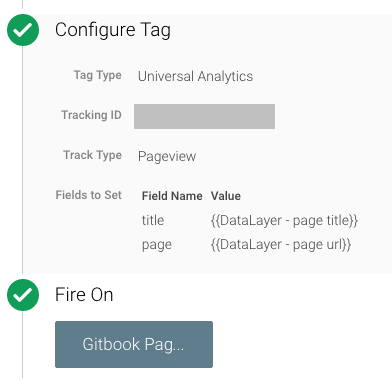 Configure Tag
Tag Type Universal Analytics
Tracking ID
Track Type Pageview
Fields to Set Field Name Value
title {{DataLayer - page title}}
page {{DataLayer - page url}}
Fire On
Gitbook Pag...